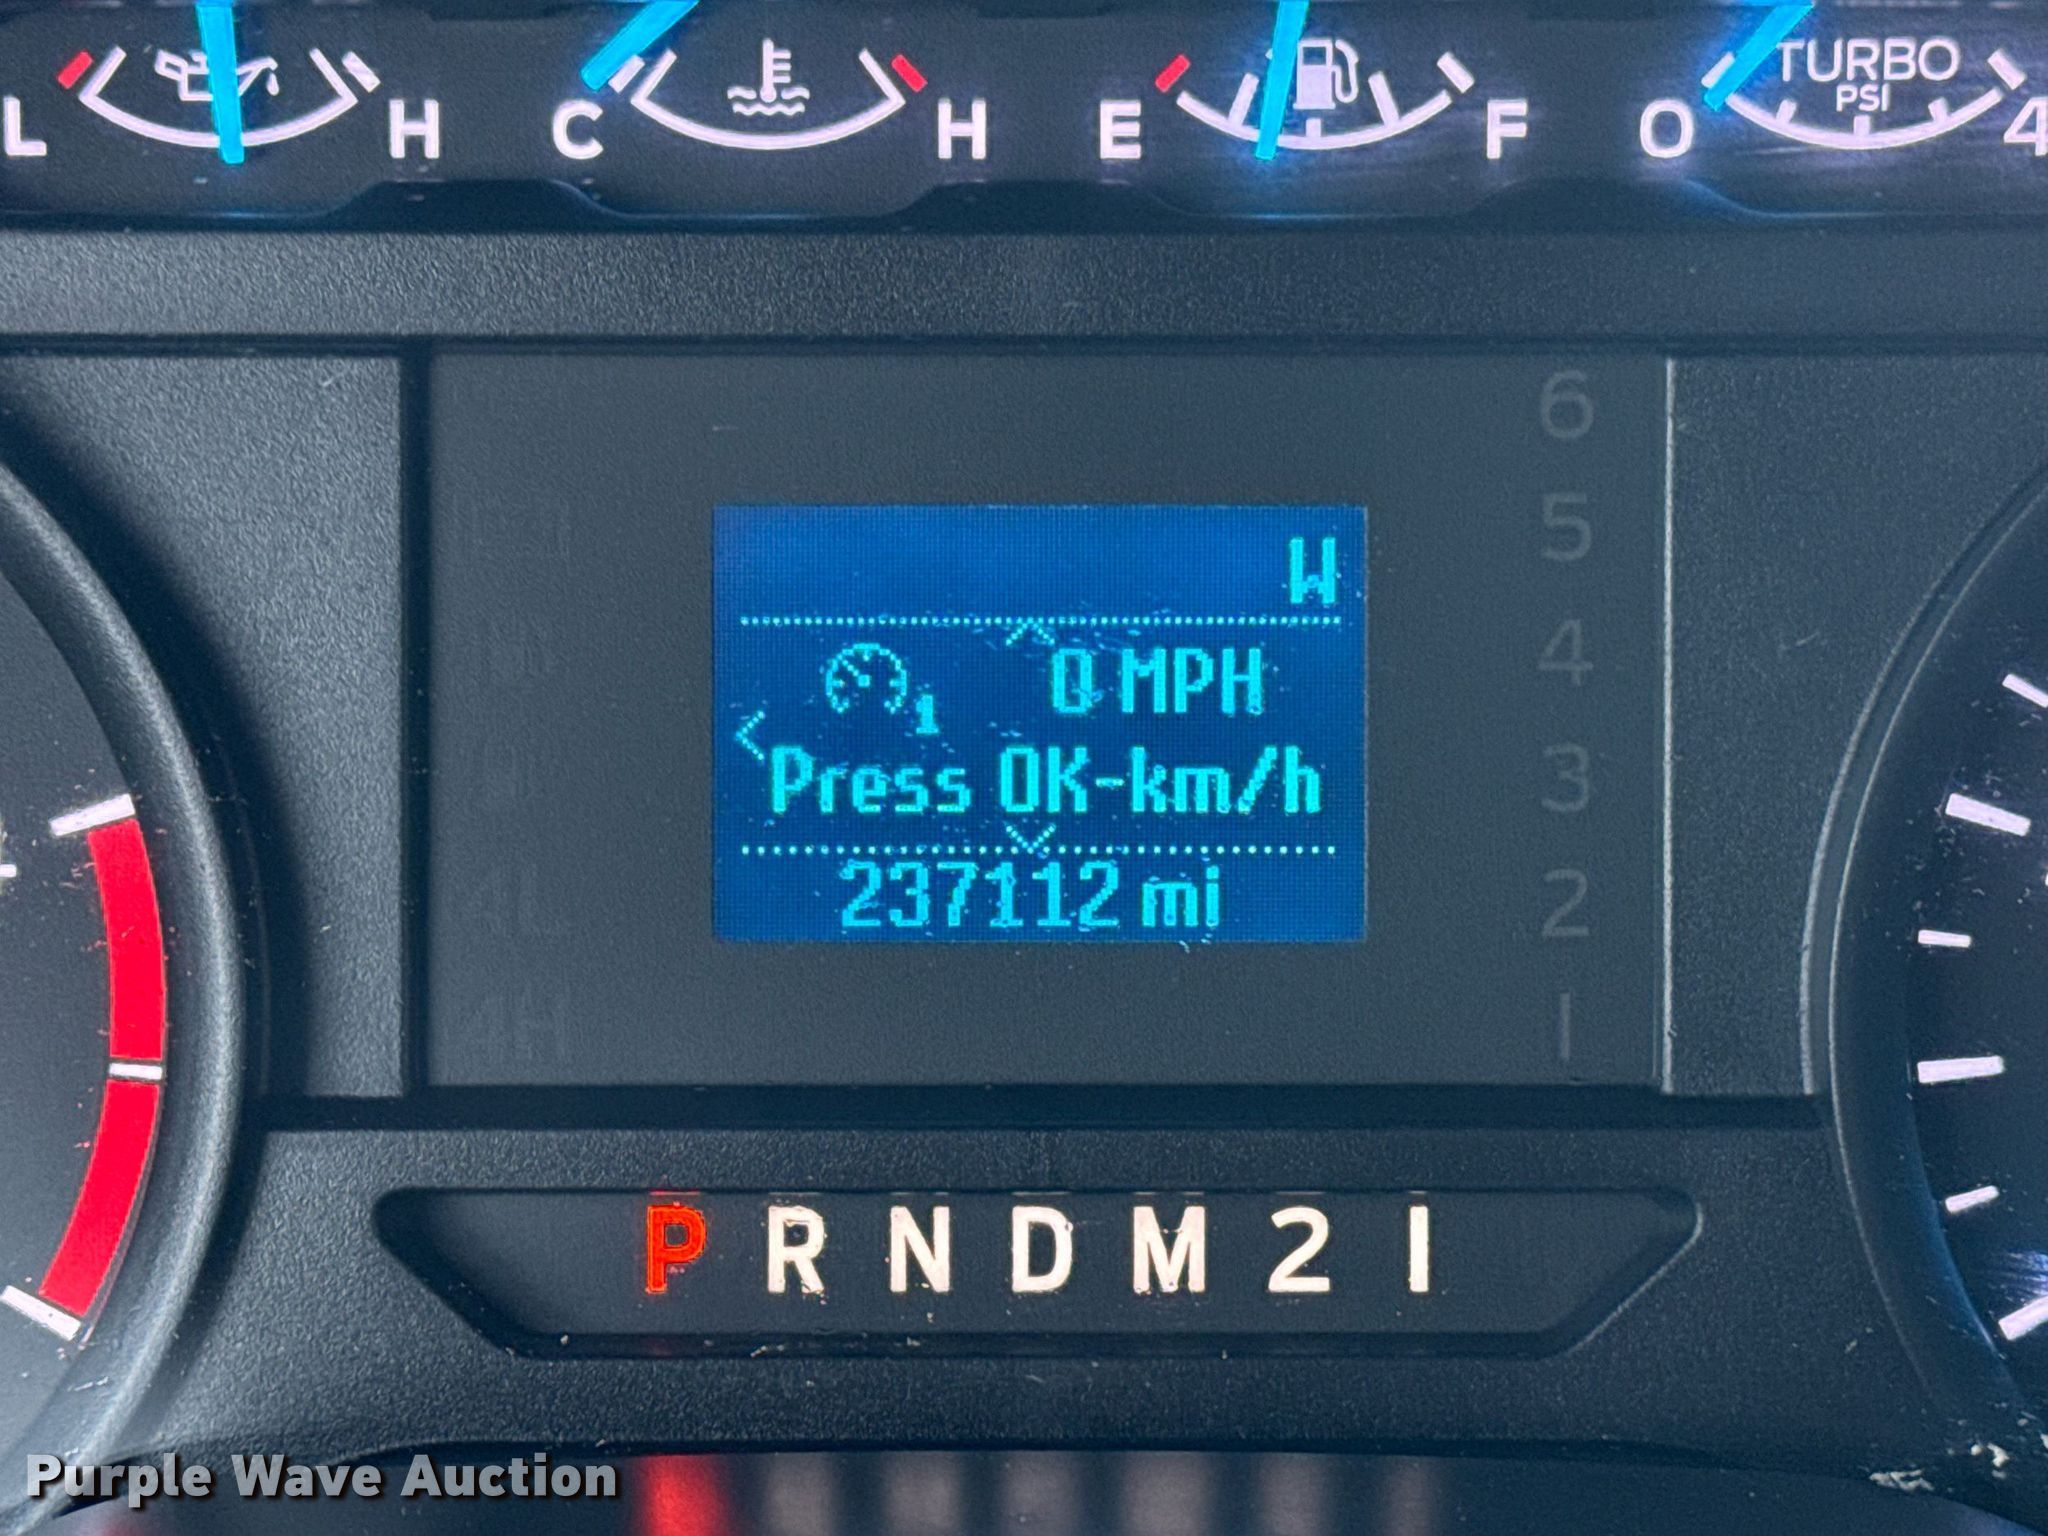 L H C H E F O TURBO PSI 4
W
0 MPH
1
Press OK-km/h
237112 mi
6
5
4
3
2
1
P R N D M 2 1
Purple Wave Auction